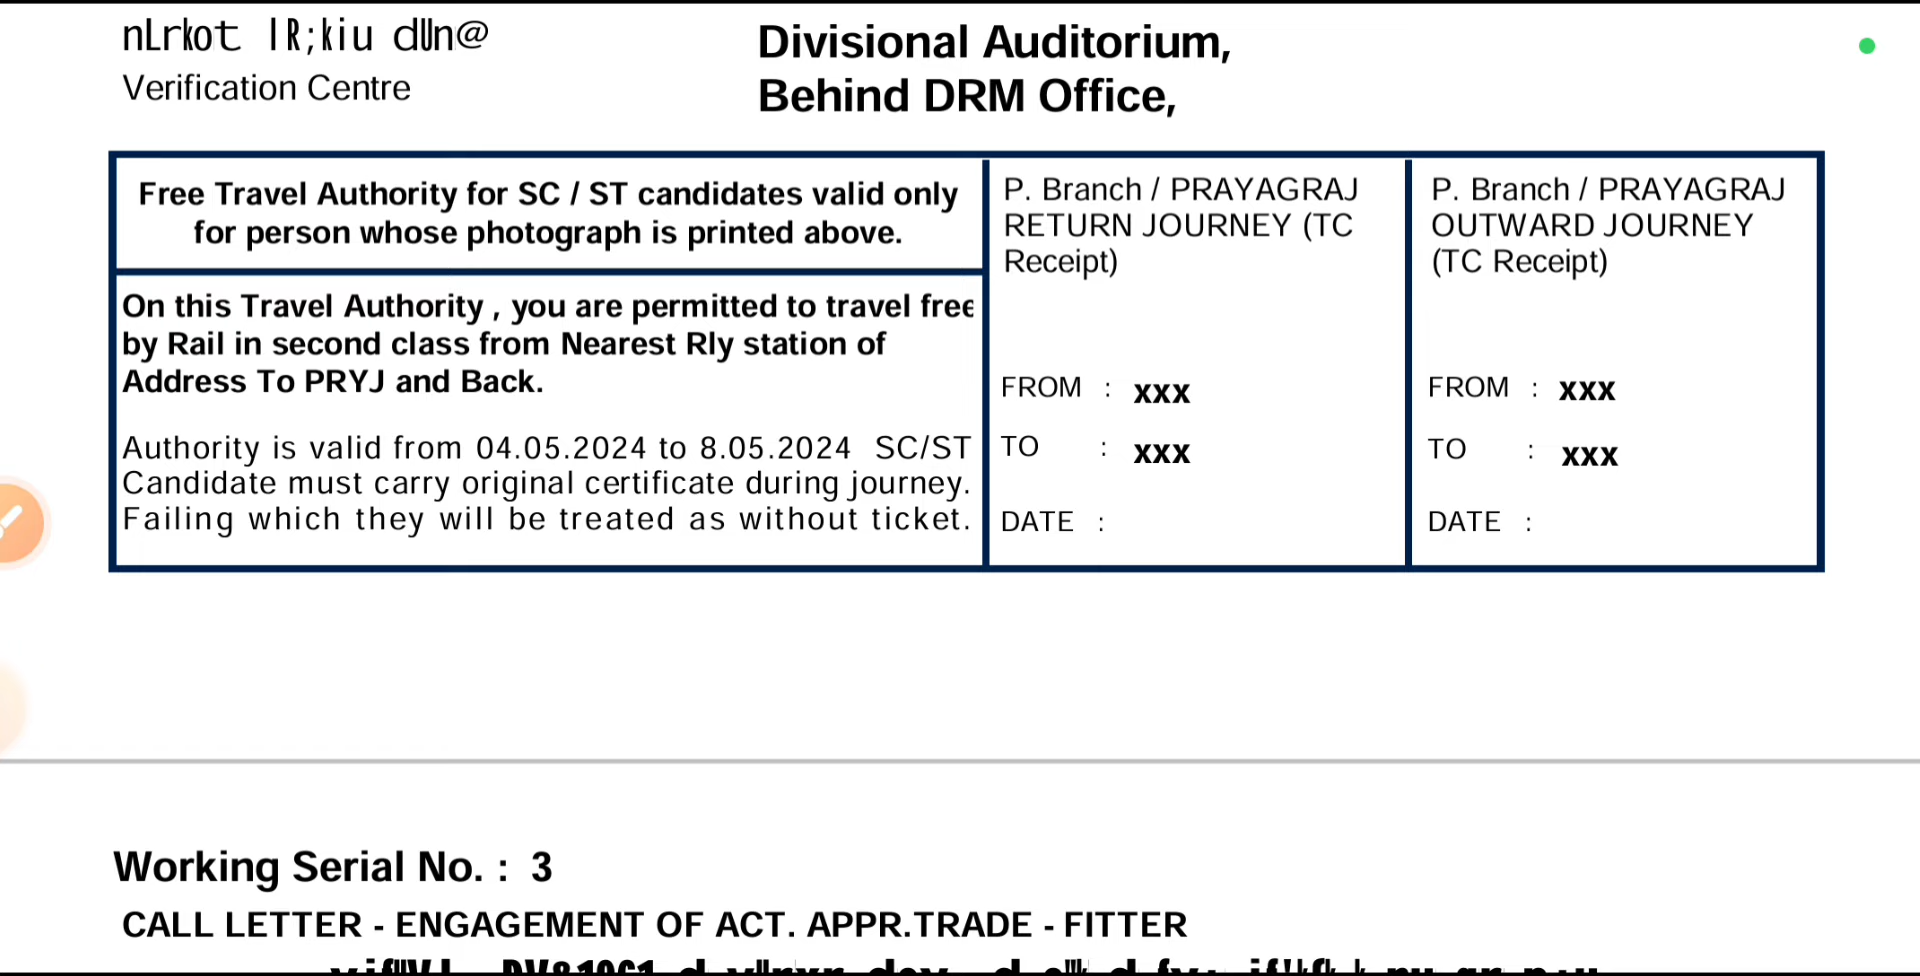 nLrkost lR;kiu dUnz@
Verification Centre
Divisional Auditorium,
Behind DRM Office,
Free Travel Authority for SC / ST candidates valid only
for person whose photograph is printed above.
On this Travel Authority , you are permitted to travel free
by Rail in second class from Nearest Rly station of
Address To PRYJ and Back.
Authority is valid from 04.05.2024 to 8.05.2024 SC/ST
Candidate must carry original certificate during journey.
Failing which they will be treated as without ticket.
P. Branch / PRAYAGRAJ
RETURN JOURNEY (TC
Receipt)
FROM : xxx
TO : xxx
DATE :
P. Branch / PRAYAGRAJ
OUTWARD JOURNEY
(TC Receipt)
FROM : xxx
TO : xxx
DATE :
Working Serial No. : 3
CALL LETTER - ENGAGEMENT OF ACT. APPR.TRADE - FITTER